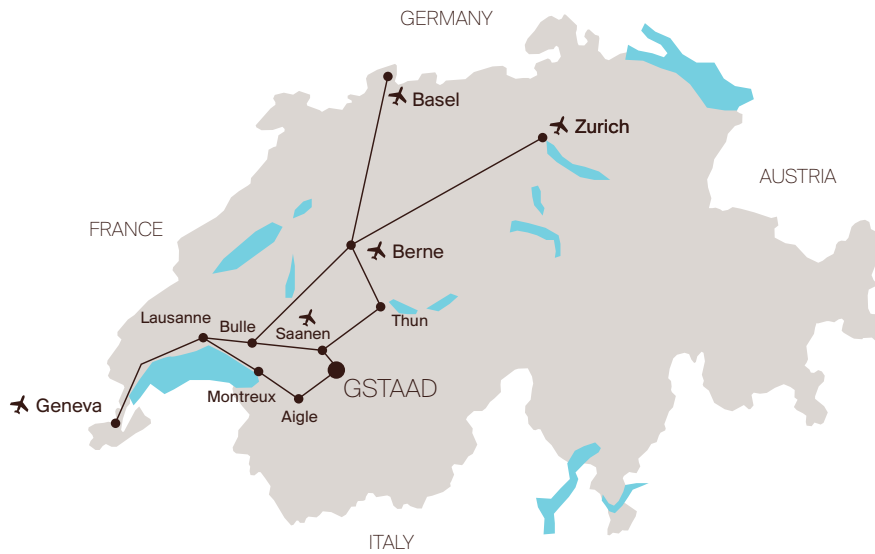 GERMANY
Basel
Zurich
AUSTRIA
FRANCE
Berne
Lausanne
Bulle
Saanen
Thun
GSTAAD
Montreux
Geneva
Aigle
ITALY